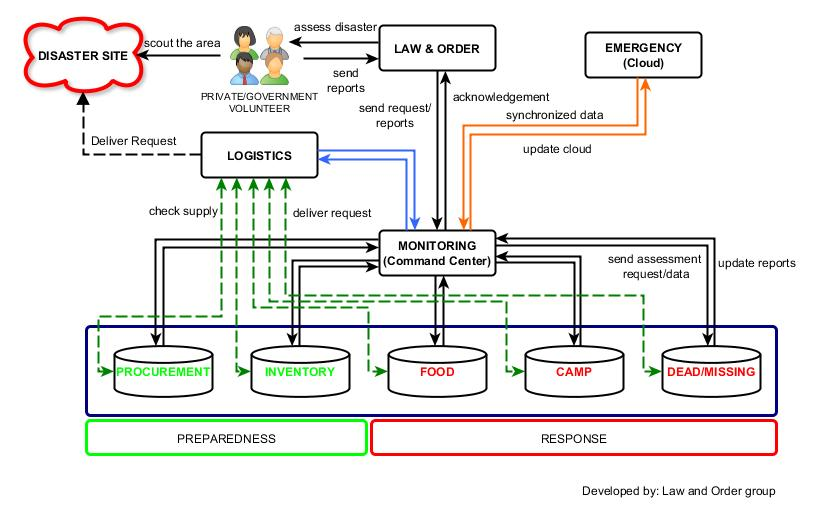 assess disaster
scout the area
LAW & ORDER
EMERGENCY
(Cloud)
DISASTER SITE
send
reports
PRIVATE/GOVERNMENT
VOLUNTEER
send request/
reports
acknowledgement
synchronized data
update cloud
Deliver Request
LOGISTICS
check supply
deliver request
MONITORING
(Command Center)
send assessment
request/data
update reports
PROCUREMENT
INVENTORY
FOOD
CAMP
DEAD/MISSING
PREPAREDNESS
RESPONSE
Developed by: Law and Order group